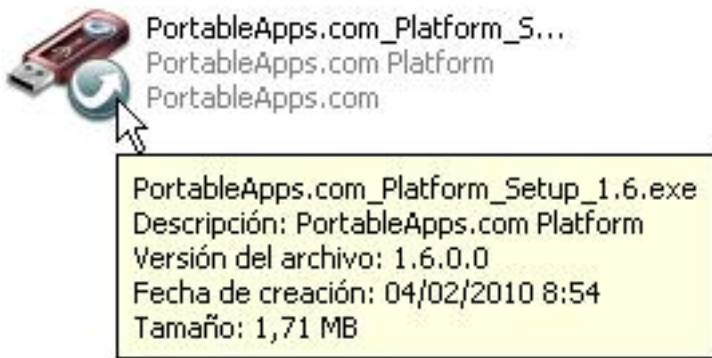 PortableApps.com_Platform_S...
PortableApps.com Platform
PortableApps.com
PortableApps.com_Platform_Setup_1.6.exe
Descripción: PortableApps.com Platform
Versión del archivo: 1.6.0.0
Fecha de creación: 04/02/2010 8:54
Tamaño: 1,71 MB